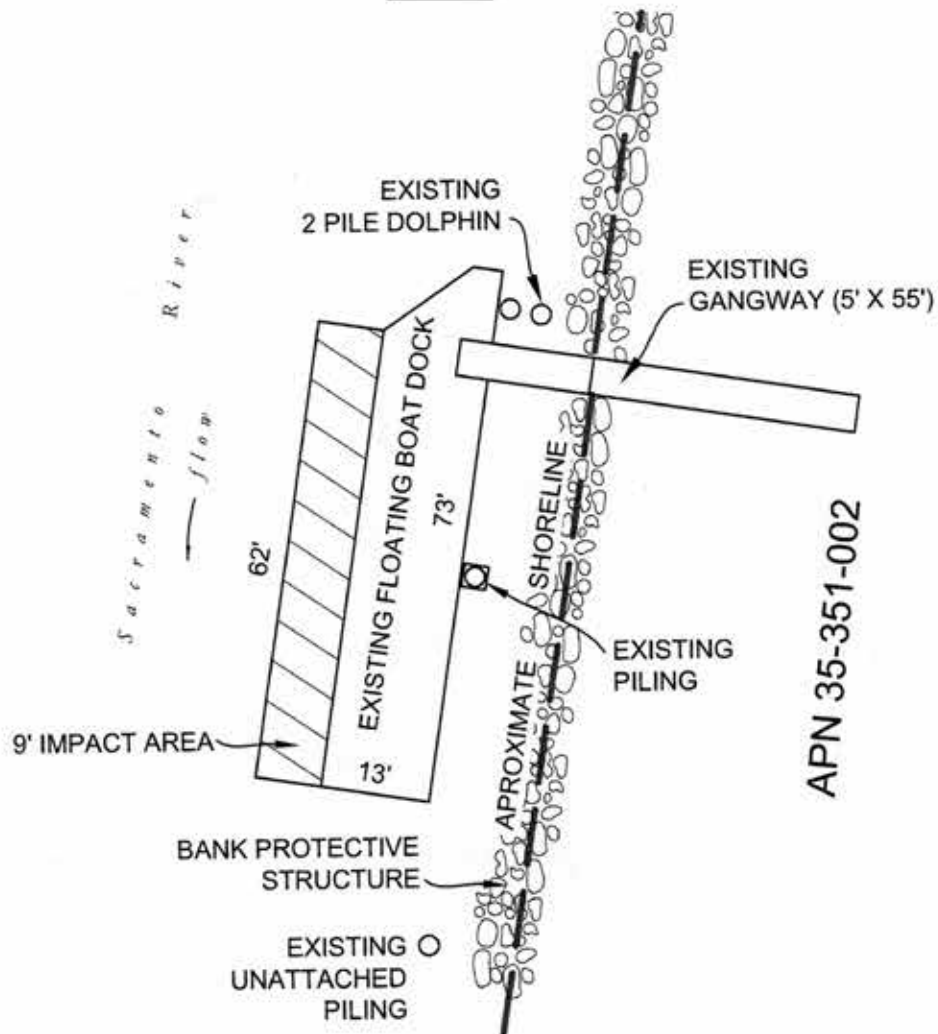 EXISTING
2 PILE DOLPHIN
EXISTING
GANGWAY (5' X 55')
Sacramento River
flow
EXISTING FLOATING BOAT DOCK
73'
62'
SHORELINE
APROXIMATE
EXISTING
PILING
9' IMPACT AREA
13'
BANK PROTECTIVE
STRUCTURE
EXISTING
UNATTACHED
PILING
APN 35-351-002